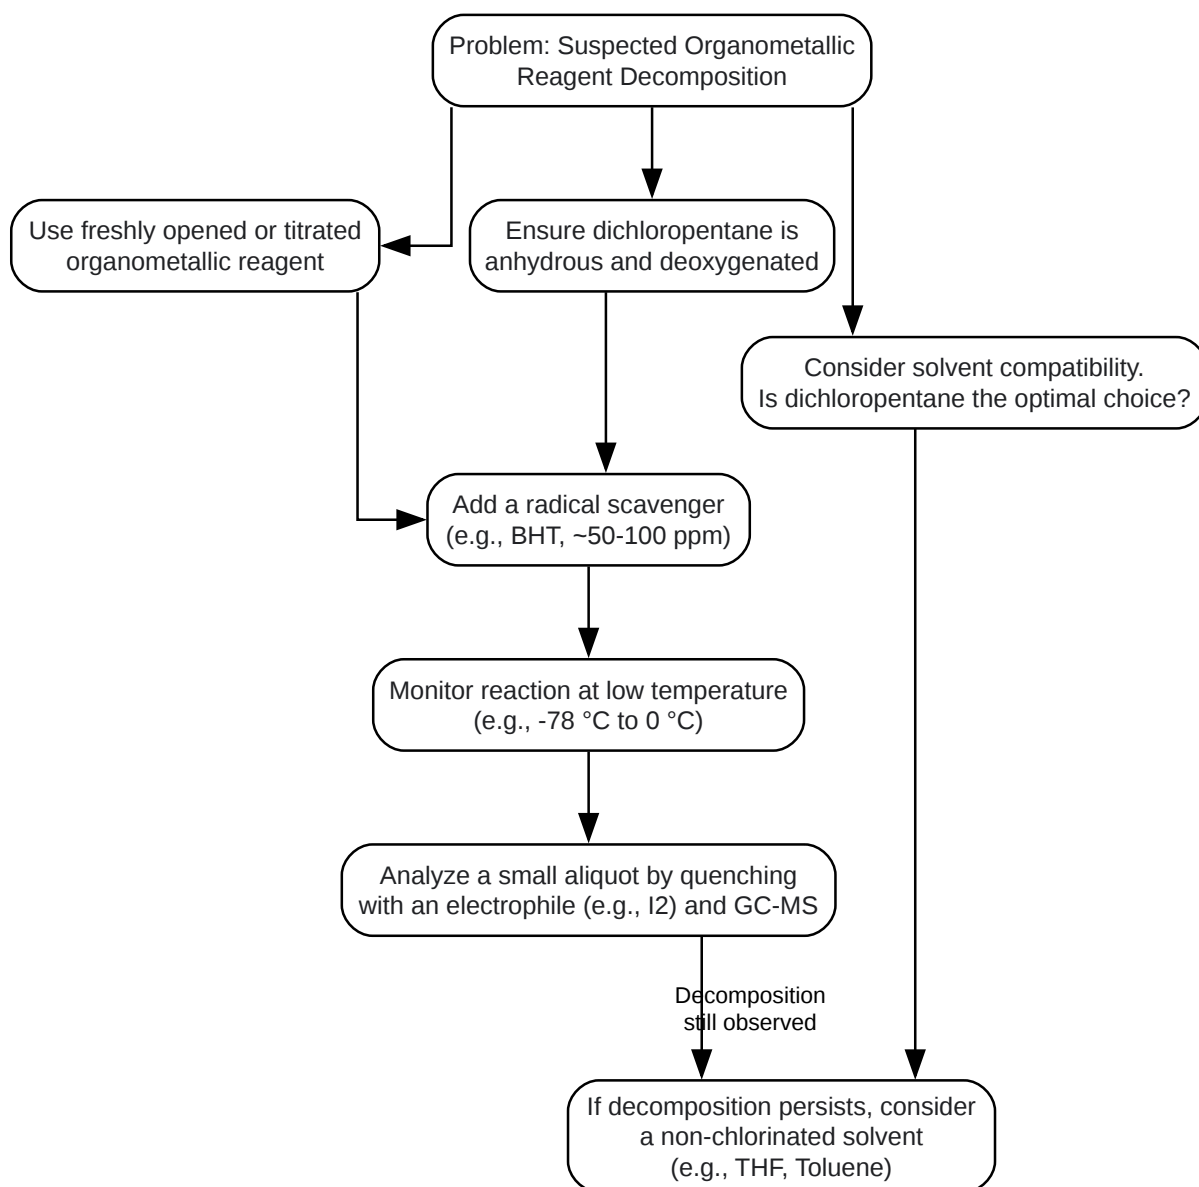 Problem: Suspected Organometallic
Reagent Decomposition
Use freshly opened or titrated
organometallic reagent
Ensure dichloropentane is
anhydrous and deoxygenated
Consider solvent compatibility.
Is dichloropentane the optimal choice?
Add a radical scavenger
(e.g., BHT, ~50-100 ppm)
Monitor reaction at low temperature
(e.g., -78 °C to 0 °C)
Analyze a small aliquot by quenching
with an electrophile (e.g., I2) and GC-MS
Decomposition
still observed
If decomposition persists, consider
a non-chlorinated solvent
(e.g., THF, Toluene)